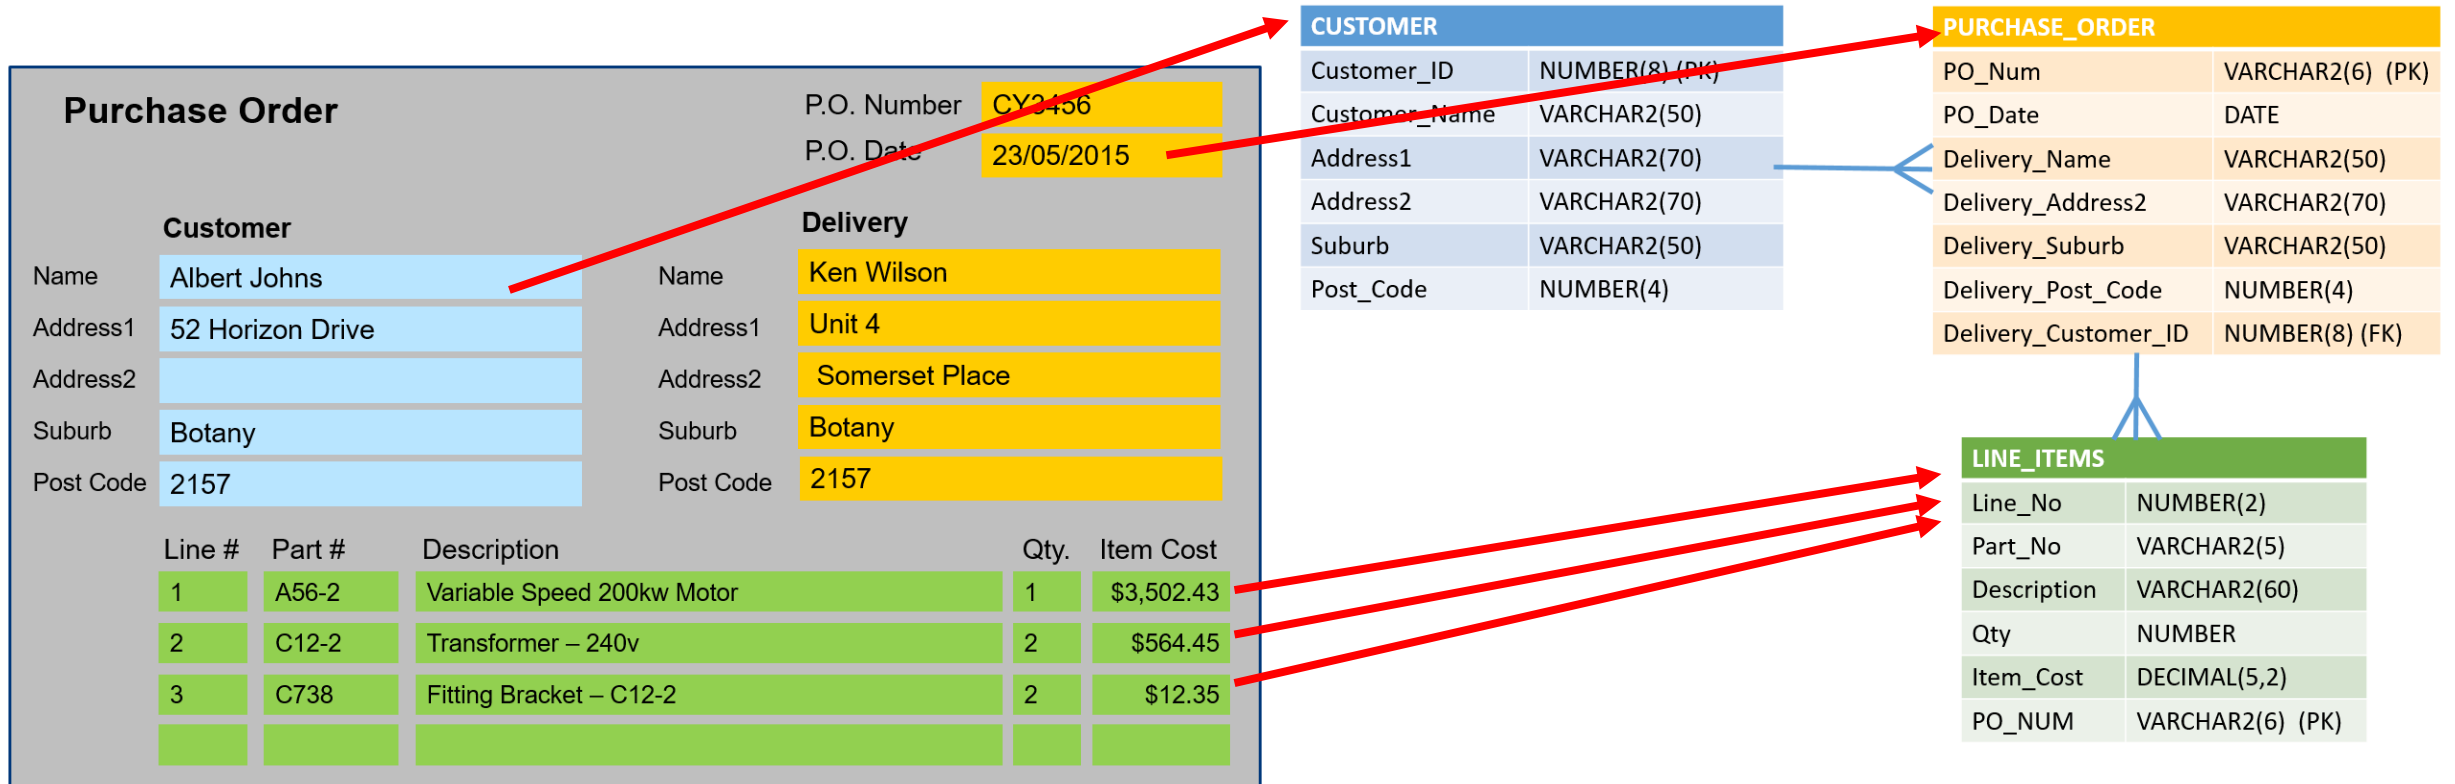 Purchase Order
P.O. Number CY3456
P.O. Date 23/05/2015
Customer
Name Albert Johns
Address1 52 Horizon Drive
Address2
Suburb Botany
Post Code 2157
Delivery
Name Ken Wilson
Address1 Unit 4
Address2 Somerset Place
Suburb Botany
Post Code 2157
Line # Part # Description Qty. Item Cost
1 A56-2 Variable Speed 200kw Motor 1 $3,502.43
2 C12-2 Transformer – 240v 2 $564.45
3 C738 Fitting Bracket – C12-2 2 $12.35
CUSTOMER
Customer_ID NUMBER(8) (PK)
Customer_Name VARCHAR2(50)
Address1 VARCHAR2(70)
Address2 VARCHAR2(70)
Suburb VARCHAR2(50)
Post_Code NUMBER(4)
PURCHASE_ORDER
PO_Num VARCHAR2(6) (PK)
PO_Date DATE
Delivery_Name VARCHAR2(50)
Delivery_Address2 VARCHAR2(70)
Delivery_Suburb VARCHAR2(50)
Delivery_Post_Code NUMBER(4)
Delivery_Customer_ID NUMBER(8) (FK)
LINE_ITEMS
Line_No NUMBER(2)
Part_No VARCHAR2(5)
Description VARCHAR2(60)
Qty NUMBER
Item_Cost DECIMAL(5,2)
PO_NUM VARCHAR2(6) (PK)